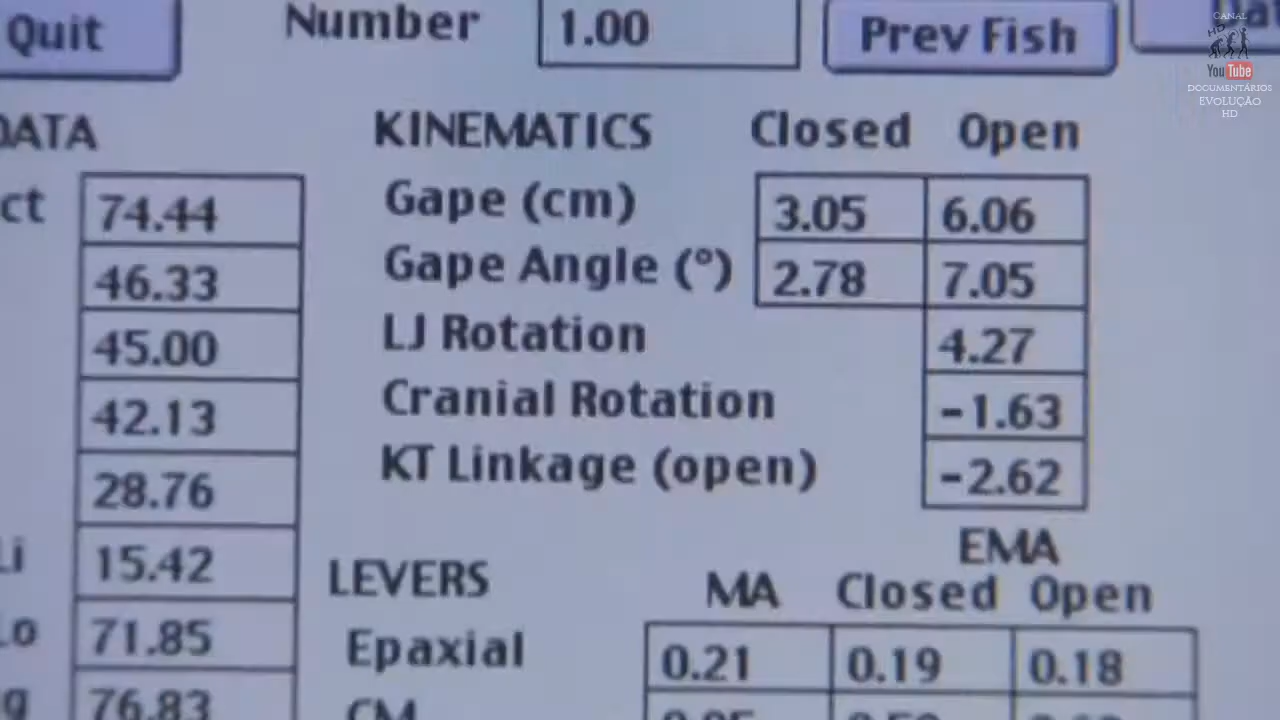 Quit Number 1.00 Prev Fish
CANAL
HD
YouTube
DOCUMENTÁRIOS
EVOLUÇÃO
HD
DATA KINEMATICS Closed Open
ct 74.44 Gape (cm) 3.05 6.06
46.33 Gape Angle (°) 2.78 7.05
45.00 LJ Rotation 4.27
42.13 Cranial Rotation -1.63
28.76 KT Linkage (open) -2.62
EMA
Li 15.42 LEVERS MA Closed Open
Lo 71.85 Epaxial 0.21 0.19 0.18
g 76.83 CM